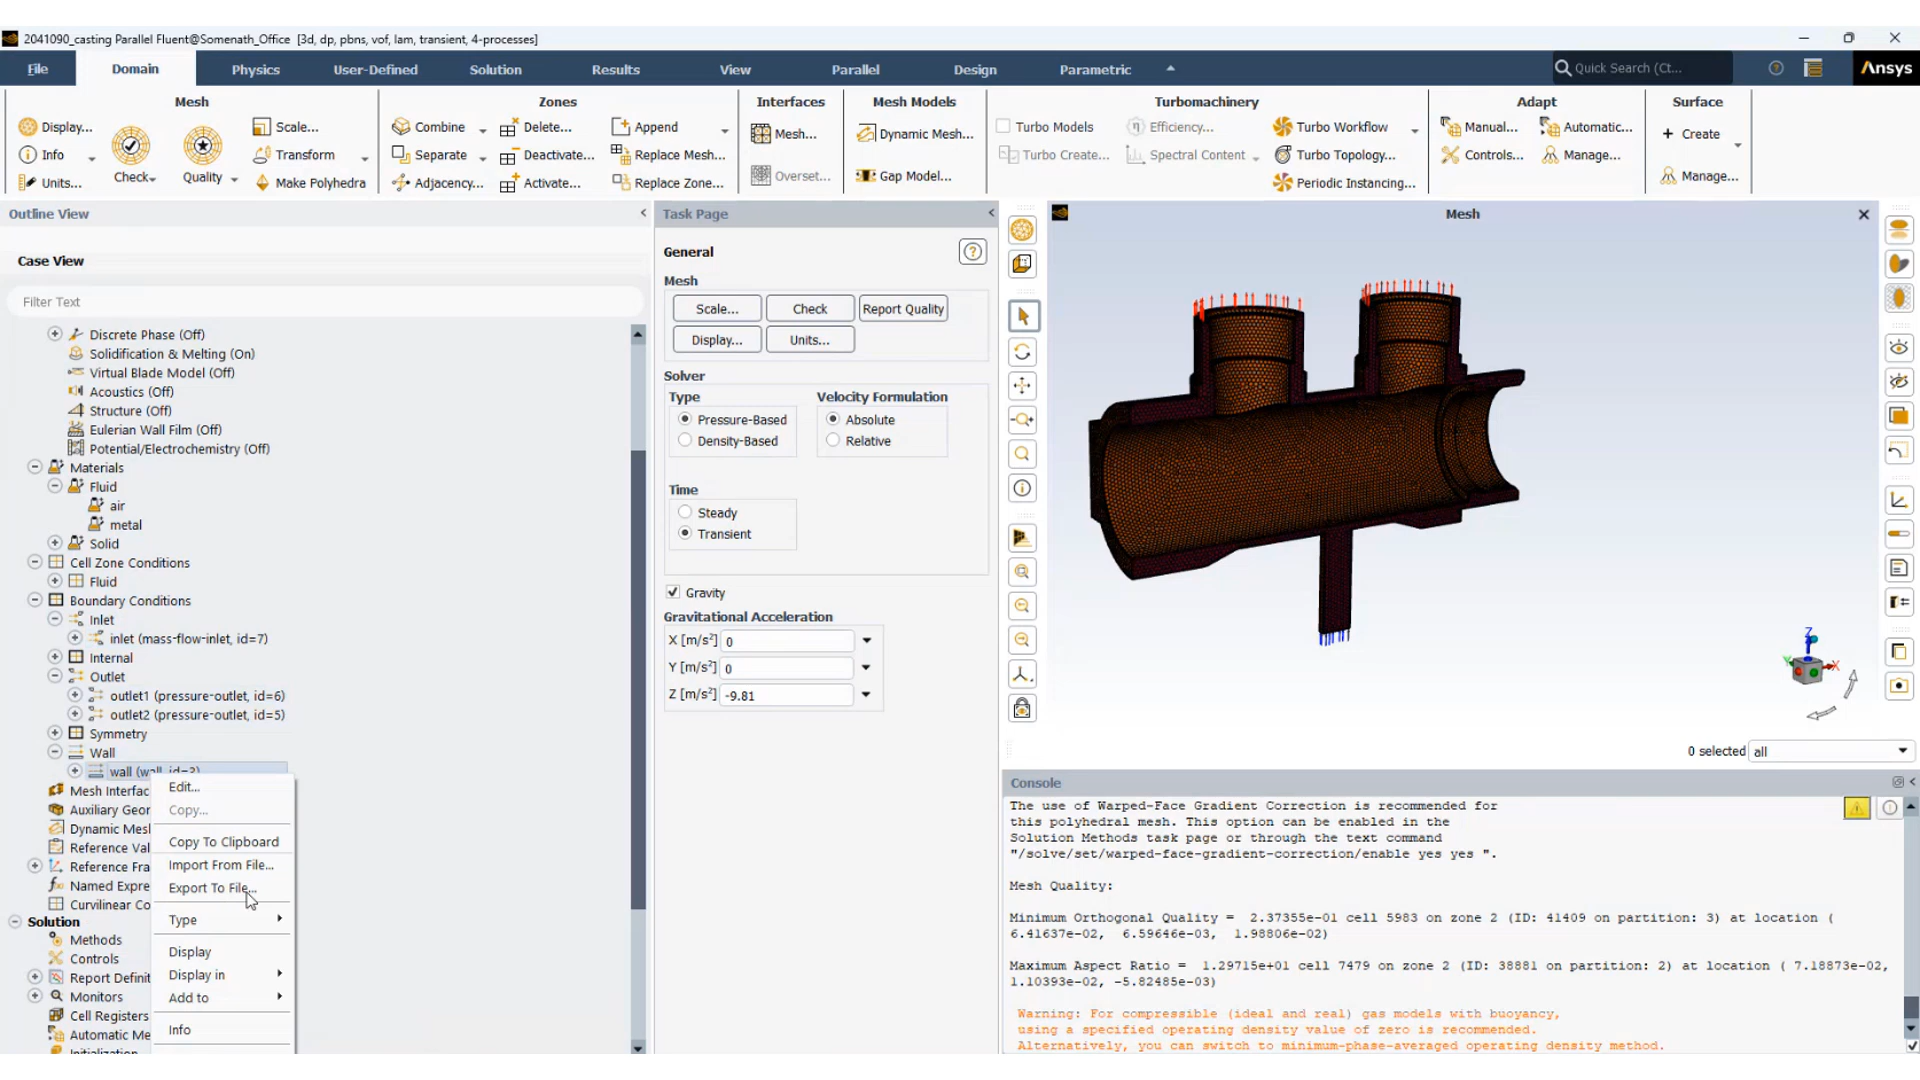 2041090_casting Parallel Fluent@Somenath_Office [3d, dp, pbns, vof, lam, transient, 4-processes]
File
Domain
Physics
User-Defined
Solution
Results
View
Parallel
Design
Parametric
Quick Search (Ct...
Ansys
Mesh
Display...
Info
Units...
Check
Quality
Scale...
Transform
Make Polyhedra
Zones
Combine
Separate
Adjacency...
Delete...
Deactivate...
Activate...
Append
Replace Mesh...
Replace Zone...
Interfaces
Mesh...
Overset...
Mesh Models
Dynamic Mesh...
Gap Model...
Turbomachinery
Turbo Models
Turbo Create...
Efficiency...
Spectral Content
Turbo Workflow
Turbo Topology...
Periodic Instancing...
Adapt
Manual...
Controls...
Automatic...
Manage...
Surface
Create
Manage...
Outline View
Case View
Filter Text
Discrete Phase (Off)
Solidification & Melting (On)
Virtual Blade Model (Off)
Acoustics (Off)
Structure (Off)
Eulerian Wall Film (Off)
Potential/Electrochemistry (Off)
Materials
Fluid
air
metal
Solid
Cell Zone Conditions
Fluid
Boundary Conditions
Inlet
inlet (mass-flow-inlet, id=7)
Internal
Outlet
outlet1 (pressure-outlet, id=6)
outlet2 (pressure-outlet, id=5)
Symmetry
Wall
wall (wall, id=3)
Mesh Interfac
Auxiliary Geor
Dynamic Mesh
Reference Val
Reference Fra
Named Expre
Curvilinear Co
Solution
Methods
Controls
Report Definit
Monitors
Cell Registers
Automatic Me
Initialization
Edit...
Copy...
Copy To Clipboard
Import From File...
Export To File...
Type
Display
Display in
Add to
Info
Task Page
General
Mesh
Scale...
Check
Report Quality
Display...
Units...
Solver
Type
Pressure-Based
Density-Based
Velocity Formulation
Absolute
Relative
Time
Steady
Transient
Gravity
Gravitational Acceleration
X [m/s²] 0
Y [m/s²] 0
Z [m/s²] -9.81
Mesh
Z
Y
X
0 selected all
Console
The use of Warped-Face Gradient Correction is recommended for
this polyhedral mesh. This option can be enabled in the
Solution Methods task page or through the text command
"/solve/set/warped-face-gradient-correction/enable yes yes ".
Mesh Quality:
Minimum Orthogonal Quality = 2.37355e-01 cell 5983 on zone 2 (ID: 41409 on partition: 3) at location (
6.41637e-02, 6.59646e-03, 1.98806e-02)
Maximum Aspect Ratio = 1.29715e+01 cell 7479 on zone 2 (ID: 38881 on partition: 2) at location ( 7.18873e-02,
1.10393e-02, -5.82485e-03)
Warning: For compressible (ideal and real) gas models with buoyancy,
using a specified operating density value of zero is recommended.
Alternatively, you can switch to minimum-phase-averaged operating density method.